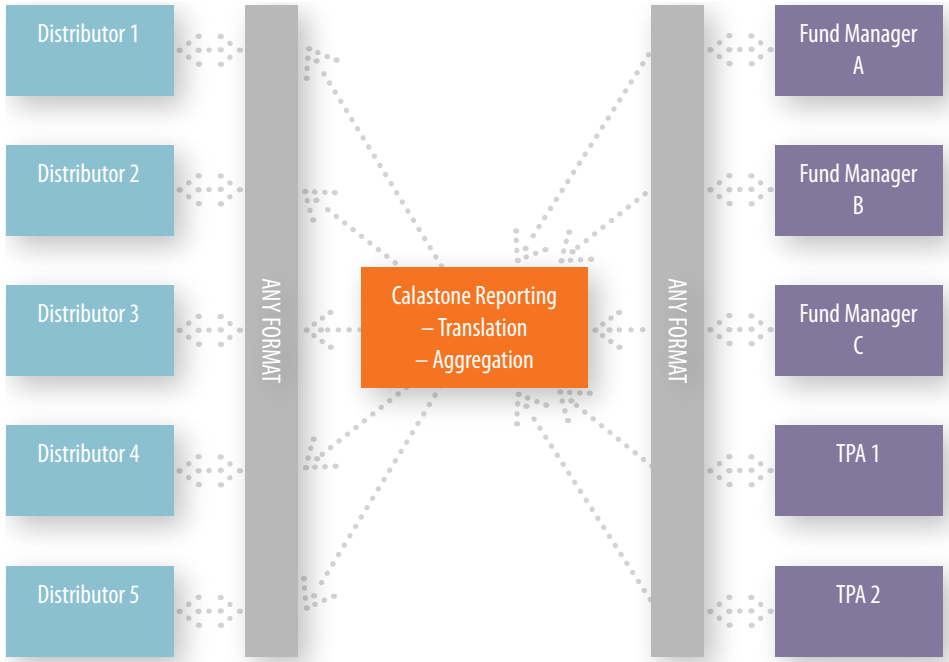 Distributor 1
Distributor 2
Distributor 3
Distributor 4
Distributor 5
ANY FORMAT
Calastone Reporting
– Translation
– Aggregation
ANY FORMAT
Fund Manager
A
Fund Manager
B
Fund Manager
C
TPA 1
TPA 2